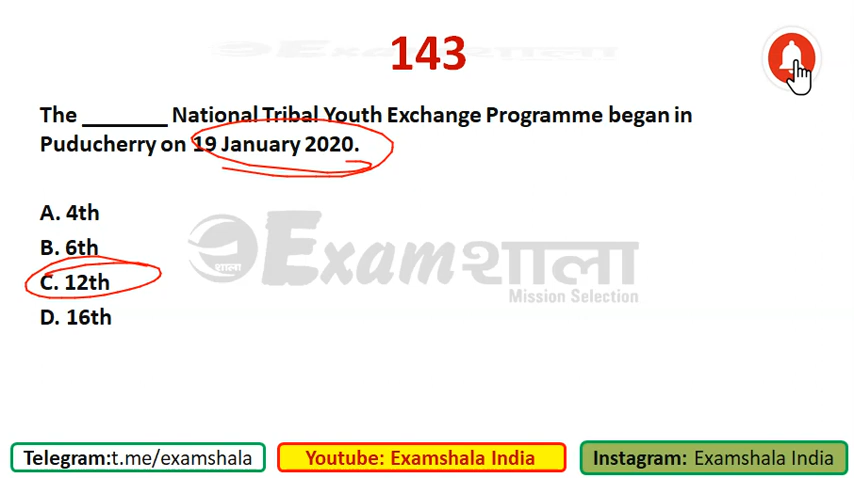 143
The _______ National Tribal Youth Exchange Programme began in
Puducherry on 19 January 2020.
A. 4th
B. 6th
C. 12th
D. 16th
शाला
Examशाला
Mission Selection
Telegram:t.me/examshala
Youtube: Examshala India
Instagram: Examshala India